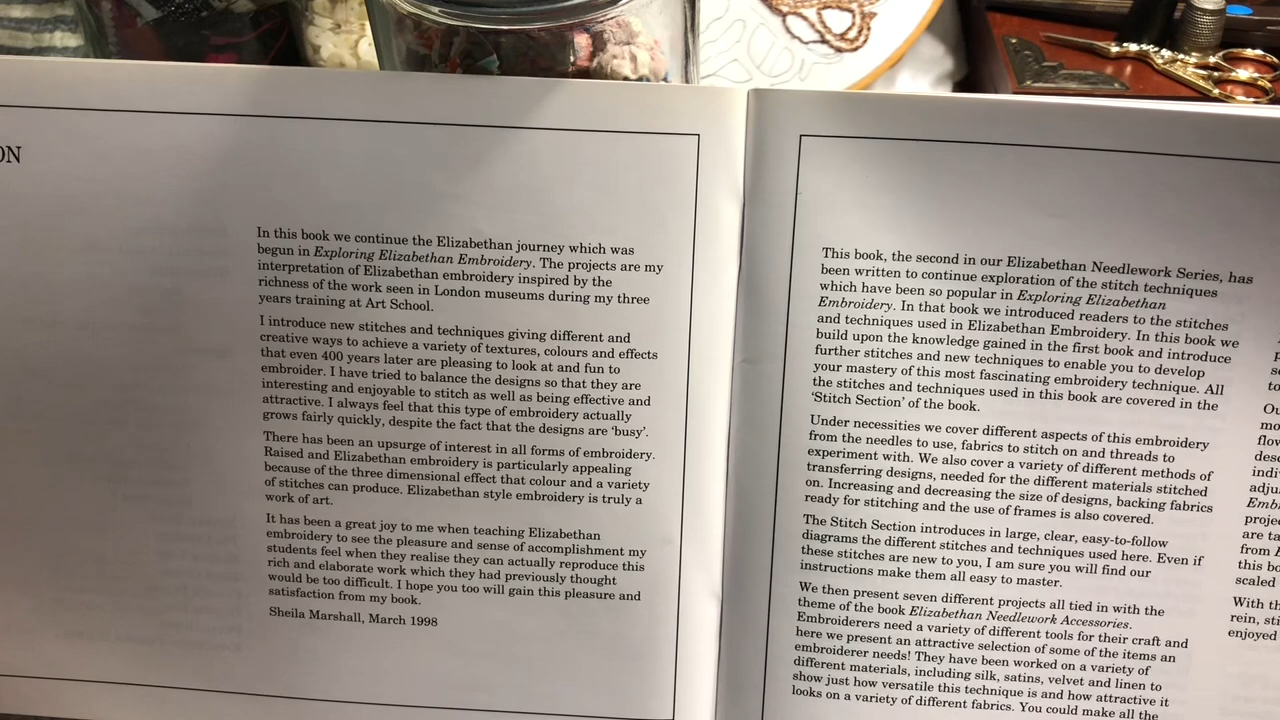 ON
In this book we continue the Elizabethan journey which was
begun in Exploring Elizabethan Embroidery. The projects are my
interpretation of Elizabethan embroidery inspired by the
richness of the work seen in London museums during my three
years training at Art School.
I introduce new stitches and techniques giving different and
creative ways to achieve a variety of textures, colours and effects
that even 400 years later are pleasing to look at and fun to
embroider. I have tried to balance the designs so that they are
interesting and enjoyable to stitch as well as being effective and
attractive. I always feel that this type of embroidery actually
grows fairly quickly, despite the fact that the designs are ‘busy’.
There has been an upsurge of interest in all forms of embroidery.
Raised and Elizabethan embroidery is particularly appealing
because of the three dimensional effect that colour and a variety
of stitches can produce. Elizabethan style embroidery is truly a
work of art.
It has been a great joy to me when teaching Elizabethan
embroidery to see the pleasure and sense of accomplishment my
students feel when they realise they can actually reproduce this
rich and elaborate work which they had previously thought
would be too difficult. I hope you too will gain this pleasure and
satisfaction from my book.
Sheila Marshall, March 1998
This book, the second in our Elizabethan Needlework Series, has
been written to continue exploration of the stitch techniques
which have been so popular in Exploring Elizabethan
Embroidery. In that book we introduced readers to the stitches
and techniques used in Elizabethan Embroidery. In this book we
build upon the knowledge gained in the first book and introduce
further stitches and new techniques to enable you to develop
your mastery of this most fascinating embroidery technique. All
the stitches and techniques used in this book are covered in the
‘Stitch Section’ of the book.
Under necessities we cover different aspects of this embroidery
from the needles to use, fabrics to stitch on and threads to
experiment with. We also cover a variety of different methods of
transferring designs, needed for the different materials stitched
on. Increasing and decreasing the size of designs, backing fabrics
ready for stitching and the use of frames is also covered.
The Stitch Section introduces in large, clear, easy-to-follow
diagrams the different stitches and techniques used here. Even if
these stitches are new to you, I am sure you will find our
instructions make them all easy to master.
We then present seven different projects all tied in with the
theme of the book Elizabethan Needlework Accessories.
Embroiderers need a variety of different tools for their craft and
here we present an attractive selection of some of the items an
embroiderer needs! They have been worked on a variety of
different materials, including silk, satins, velvet and linen to
show just how versatile this technique is and how attractive it
looks on a variety of different fabrics. You could make all the
to
Ou
mo
flov
desc
indi
adju
Emb
projec
are ta
from
this bo
scaled
With th
rein, sti
enjoyed